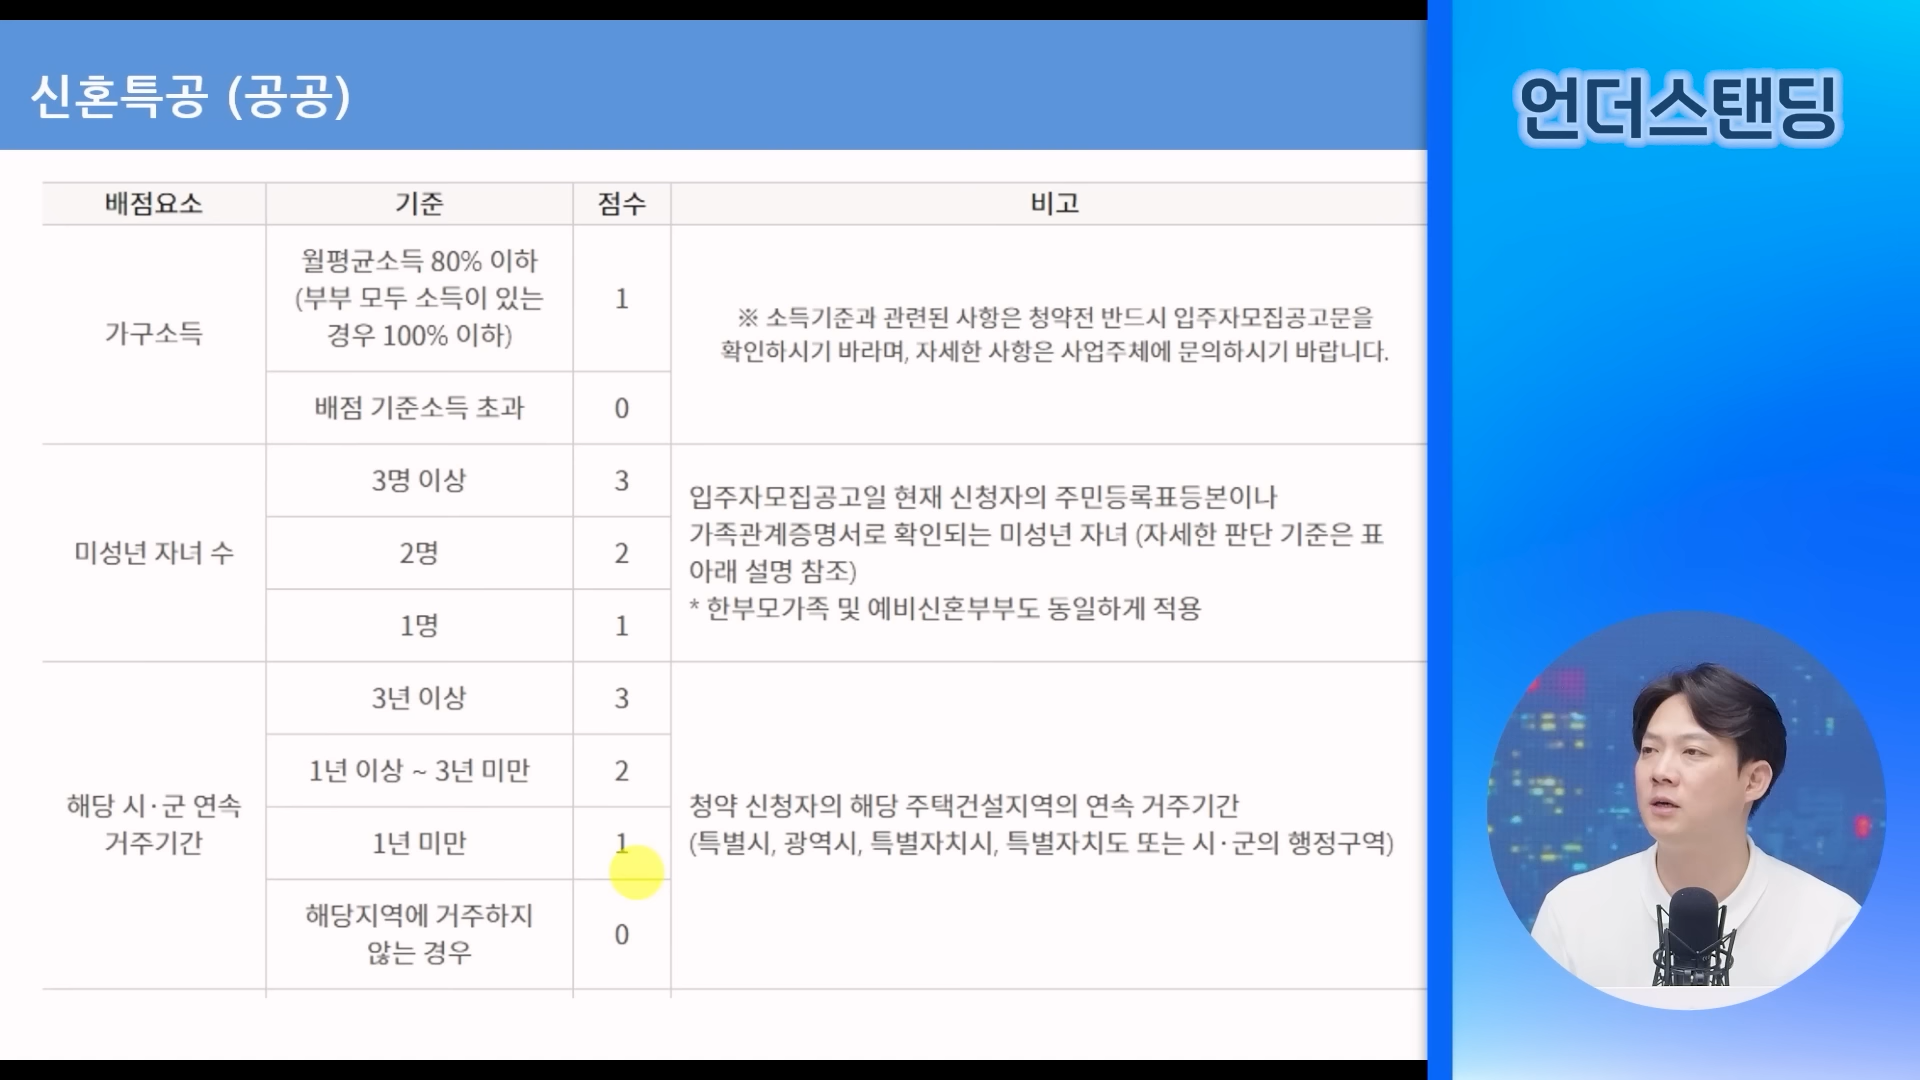 신혼특공 (공공)
언더스탠딩
배점요소
기준
점수
비고
가구소득
월평균소득 80% 이하
(부부 모두 소득이 있는
경우 100% 이하)
1
배점 기준소득 초과
0
※ 소득기준과 관련된 사항은 청약전 반드시 입주자모집공고문을
확인하시기 바라며, 자세한 사항은 사업주체에 문의하시기 바랍니다.
미성년 자녀 수
3명 이상
3
2명
2
1명
1
입주자모집공고일 현재 신청자의 주민등록표등본이나
가족관계증명서로 확인되는 미성년 자녀 (자세한 판단 기준은 표
아래 설명 참조)
* 한부모가족 및 예비신혼부부도 동일하게 적용
해당 시·군 연속
거주기간
3년 이상
3
1년 이상 ~ 3년 미만
2
1년 미만
1
해당지역에 거주하지
않는 경우
0
청약 신청자의 해당 주택건설지역의 연속 거주기간
(특별시, 광역시, 특별자치시, 특별자치도 또는 시·군의 행정구역)